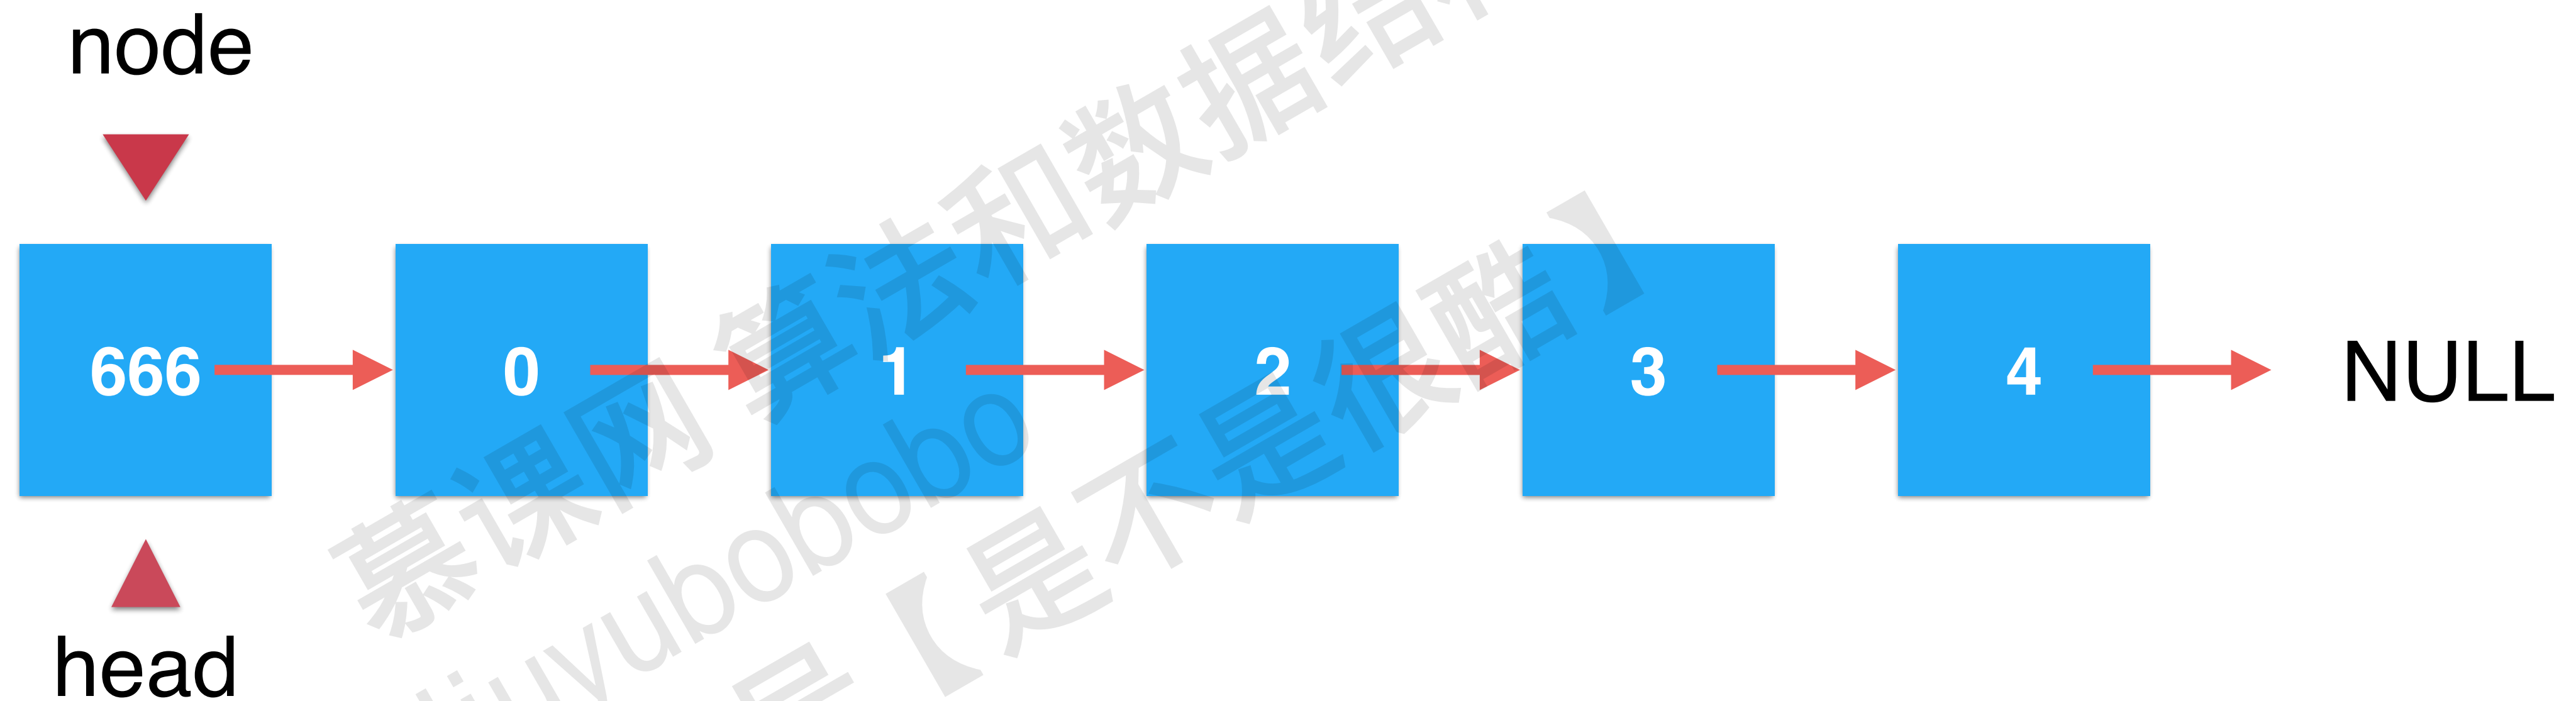 node
666 0 1 2 3 4 NULL
head
慕课网 算法和数据结
liuyubobobo
【是不是很酷】